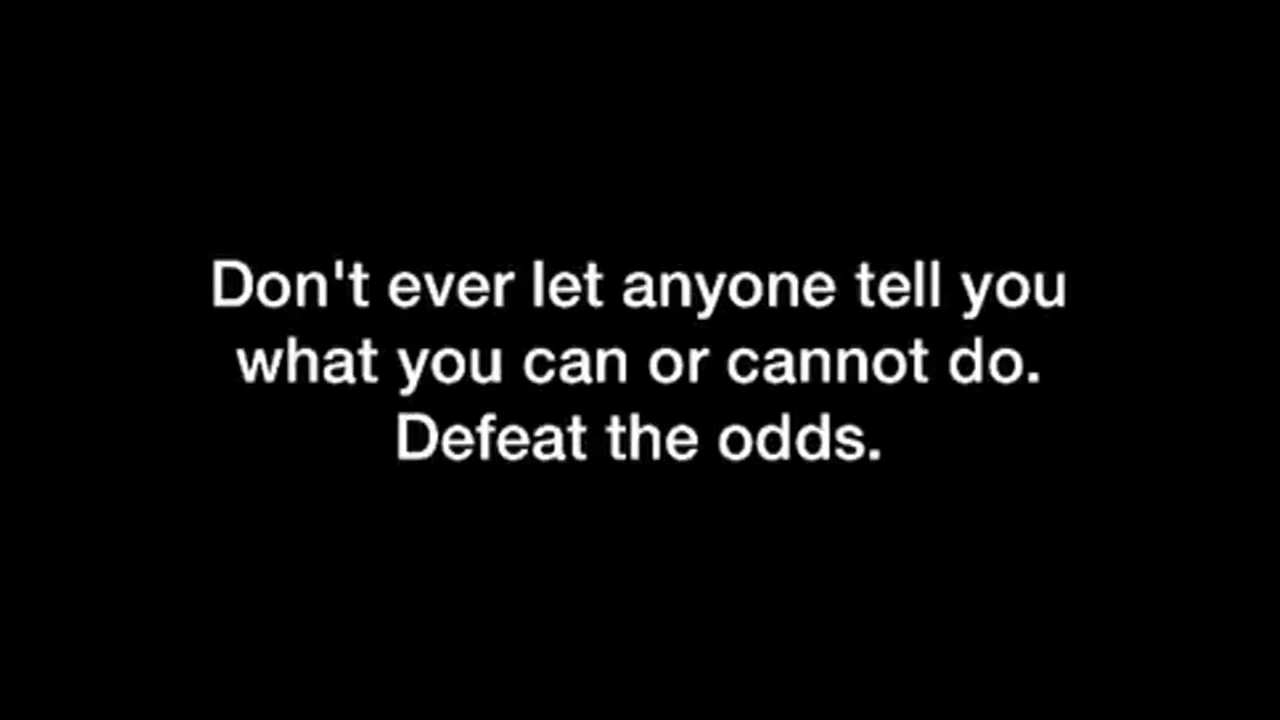 Don't ever let anyone tell you
what you can or cannot do.
Defeat the odds.